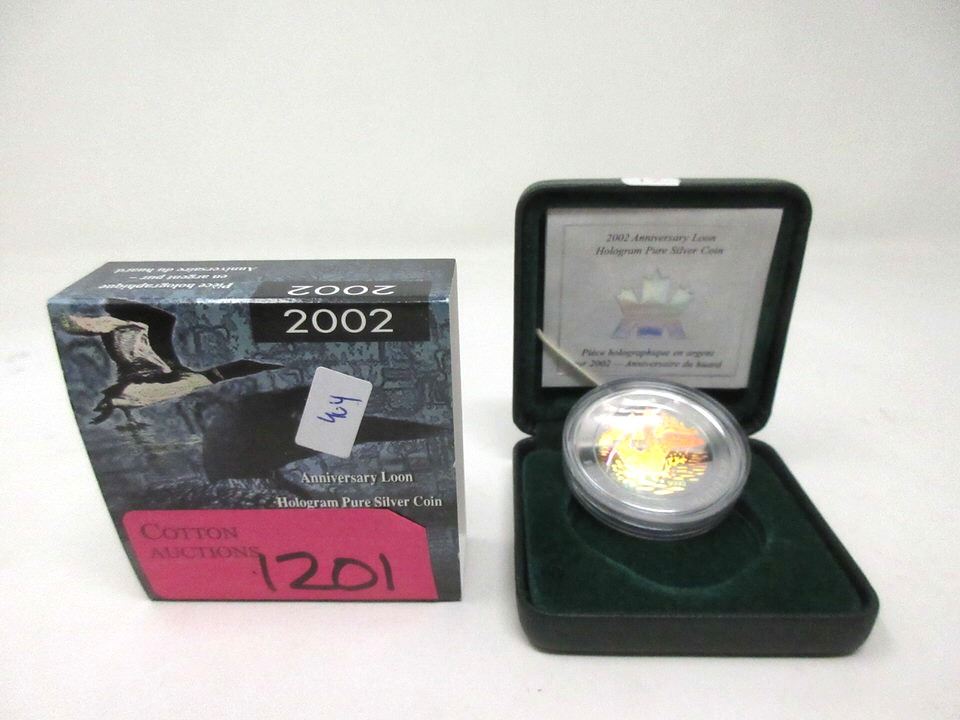 Pièce holographique
en argent pur –
Anniversaire du huard
2002
2002
404
Anniversary Loon
Hologram Pure Silver Coin
COTTON
AUCTIONS
1201
2002 Anniversary Loon
Hologram Pure Silver Coin
Pièce holographique en argent
2002 — Anniversaire du huard